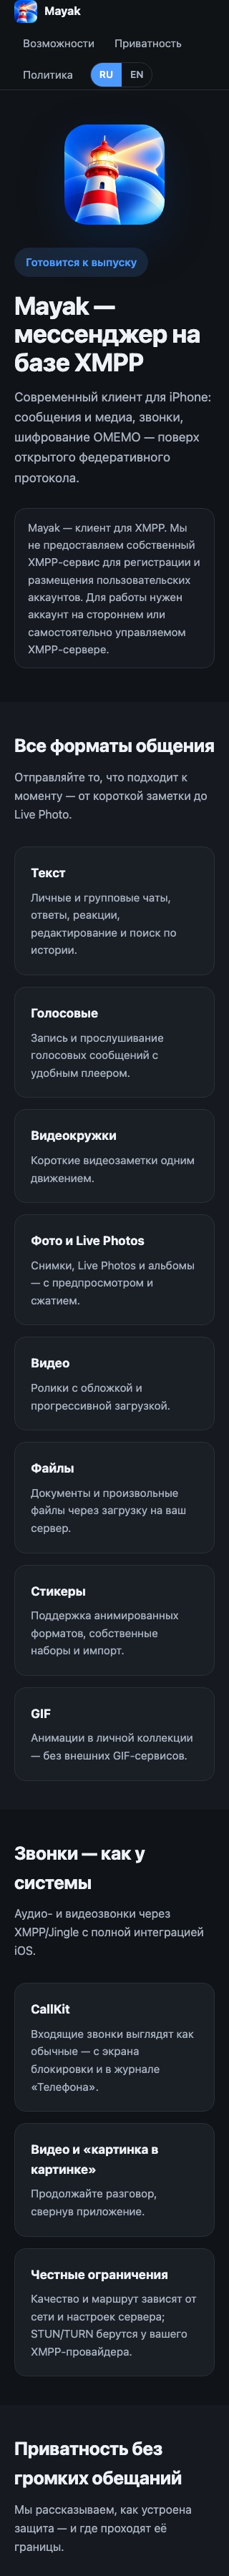 Mayak
Возможности
Приватность
Политика
RU
EN
Готовится к выпуску
Mayak —
мессенджер на
базе XMPP
Современный клиент для iPhone:
сообщения и медиа, звонки,
шифрование OMEMO — поверх
открытого федеративного
протокола.
Mayak — клиент для XMPP. Мы
не предоставляем собственный
XMPP-сервис для регистрации и
размещения пользовательских
аккаунтов. Для работы нужен
аккаунт на стороннем или
самостоятельно управляемом
XMPP-сервере.
Все форматы общения
Отправляйте то, что подходит к
моменту — от короткой заметки до
Live Photo.
Текст
Личные и групповые чаты,
ответы, реакции,
редактирование и поиск по
истории.
Голосовые
Запись и прослушивание
голосовых сообщений с
удобным плеером.
Видеокружки
Короткие видеозаметки одним
движением.
Фото и Live Photos
Снимки, Live Photos и альбомы
— с предпросмотром и
сжатием.
Видео
Ролики с обложкой и
прогрессивной загрузкой.
Файлы
Документы и произвольные
файлы через загрузку на ваш
сервер.
Стикеры
Поддержка анимированных
форматов, собственные
наборы и импорт.
GIF
Анимации в личной коллекции
— без внешних GIF-сервисов.
Звонки — как у
системы
Аудио- и видеозвонки через
XMPP/Jingle с полной интеграцией
iOS.
CallKit
Входящие звонки выглядят как
обычные — с экрана
блокировки и в журнале
«Телефона».
Видео и «картинка в
картинке»
Продолжайте разговор,
свернув приложение.
Честные ограничения
Качество и маршрут зависят от
сети и настроек сервера;
STUN/TURN берутся у вашего
XMPP-провайдера.
Приватность без
громких обещаний
Мы рассказываем, как устроена
защита — и где проходят её
границы.